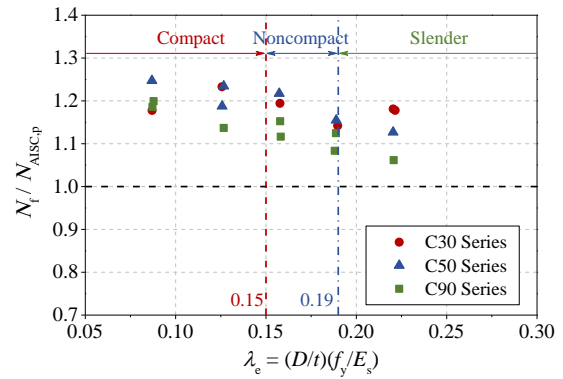 1.4
1.3
1.2
1.1
1.0
0.9
0.8
0.7
N_f / N_AISC,p
Compact
Noncompact
Slender
0.15
0.19
C30 Series
C50 Series
C90 Series
0.05 0.10 0.15 0.20 0.25 0.30
λ_e = (D/t)(f_y/E_s)